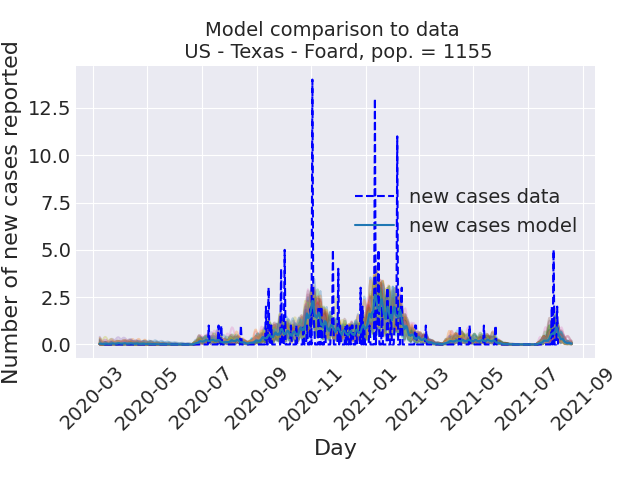 Model comparison to data
US - Texas - Foard, pop. = 1155
Number of new cases reported
12.5
10.0
7.5
5.0
2.5
0.0
new cases data
new cases model
2020-03
2020-05
2020-07
2020-09
2020-11
2021-01
2021-03
2021-05
2021-07
2021-09
Day